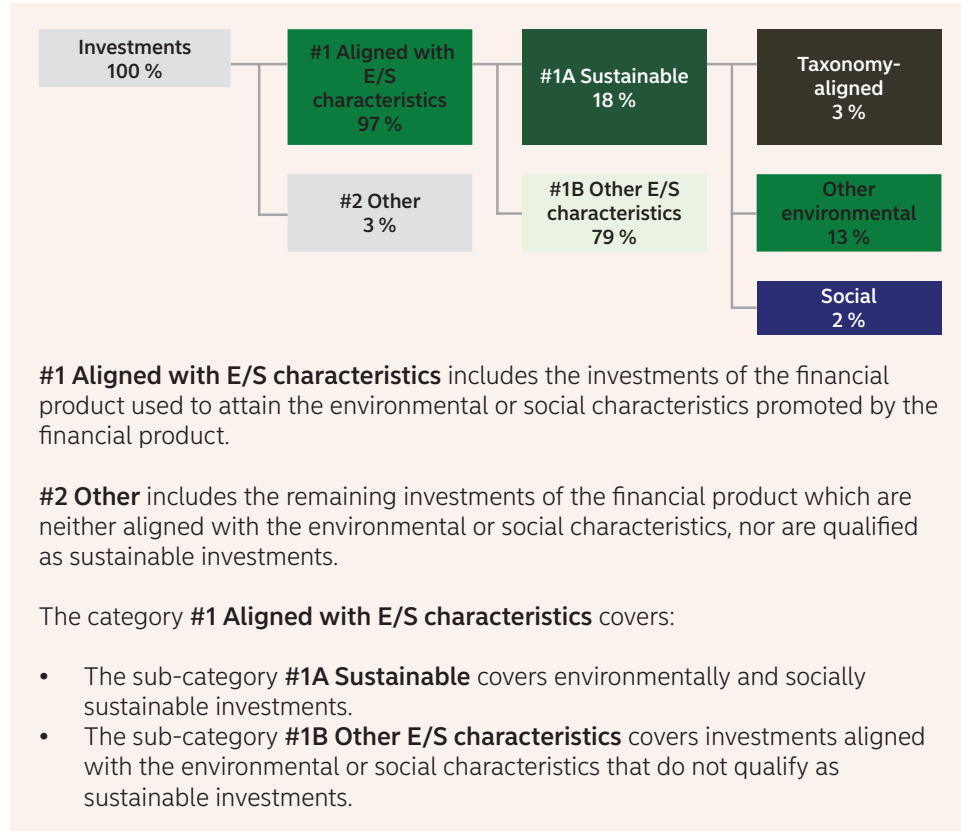 Investments
100 %
#1 Aligned with
E/S
characteristics
97 %
#1A Sustainable
18 %
Taxonomy-
aligned
3 %
#2 Other
3 %
#1B Other E/S
characteristics
79 %
Other
environmental
13 %
Social
2 %
#1 Aligned with E/S characteristics includes the investments of the financial
product used to attain the environmental or social characteristics promoted by the
financial product.
#2 Other includes the remaining investments of the financial product which are
neither aligned with the environmental or social characteristics, nor are qualified
as sustainable investments.
The category #1 Aligned with E/S characteristics covers:
• The sub-category #1A Sustainable covers environmentally and socially
sustainable investments.
• The sub-category #1B Other E/S characteristics covers investments aligned
with the environmental or social characteristics that do not qualify as
sustainable investments.